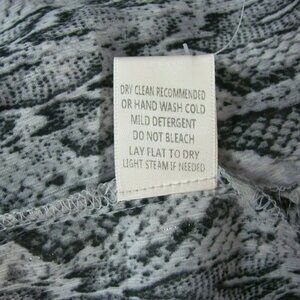 DRY CLEAN RECOMMENDED
OR HAND WASH COLD
MILD DETERGENT
DO NOT BLEACH
LAY FLAT TO DRY
LIGHT STEAM IF NEEDED